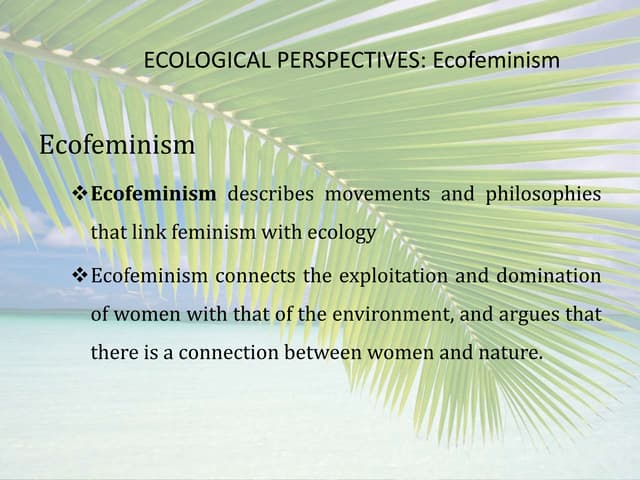 ECOLOGICAL PERSPECTIVES: Ecofeminism
Ecofeminism
❖Ecofeminism describes movements and philosophies
that link feminism with ecology
❖Ecofeminism connects the exploitation and domination
of women with that of the environment, and argues that
there is a connection between women and nature.